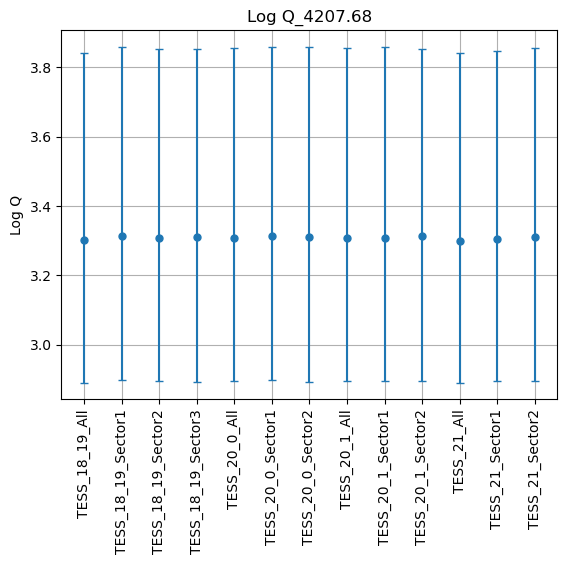 Log Q_4207.68
Log Q
3.8
3.6
3.4
3.2
3.0
TESS_18_19_All
TESS_18_19_Sector1
TESS_18_19_Sector2
TESS_18_19_Sector3
TESS_20_0_All
TESS_20_0_Sector1
TESS_20_0_Sector2
TESS_20_1_All
TESS_20_1_Sector1
TESS_20_1_Sector2
TESS_21_All
TESS_21_Sector1
TESS_21_Sector2